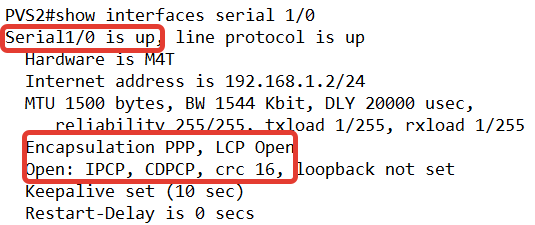 PVS2#show interfaces serial 1/0
Serial1/0 is up, line protocol is up
Hardware is M4T
Internet address is 192.168.1.2/24
MTU 1500 bytes, BW 1544 Kbit, DLY 20000 usec,
reliability 255/255, txload 1/255, rxload 1/255
Encapsulation PPP, LCP Open
Open: IPCP, CDPCP, crc 16, loopback not set
Keepalive set (10 sec)
Restart-Delay is 0 secs